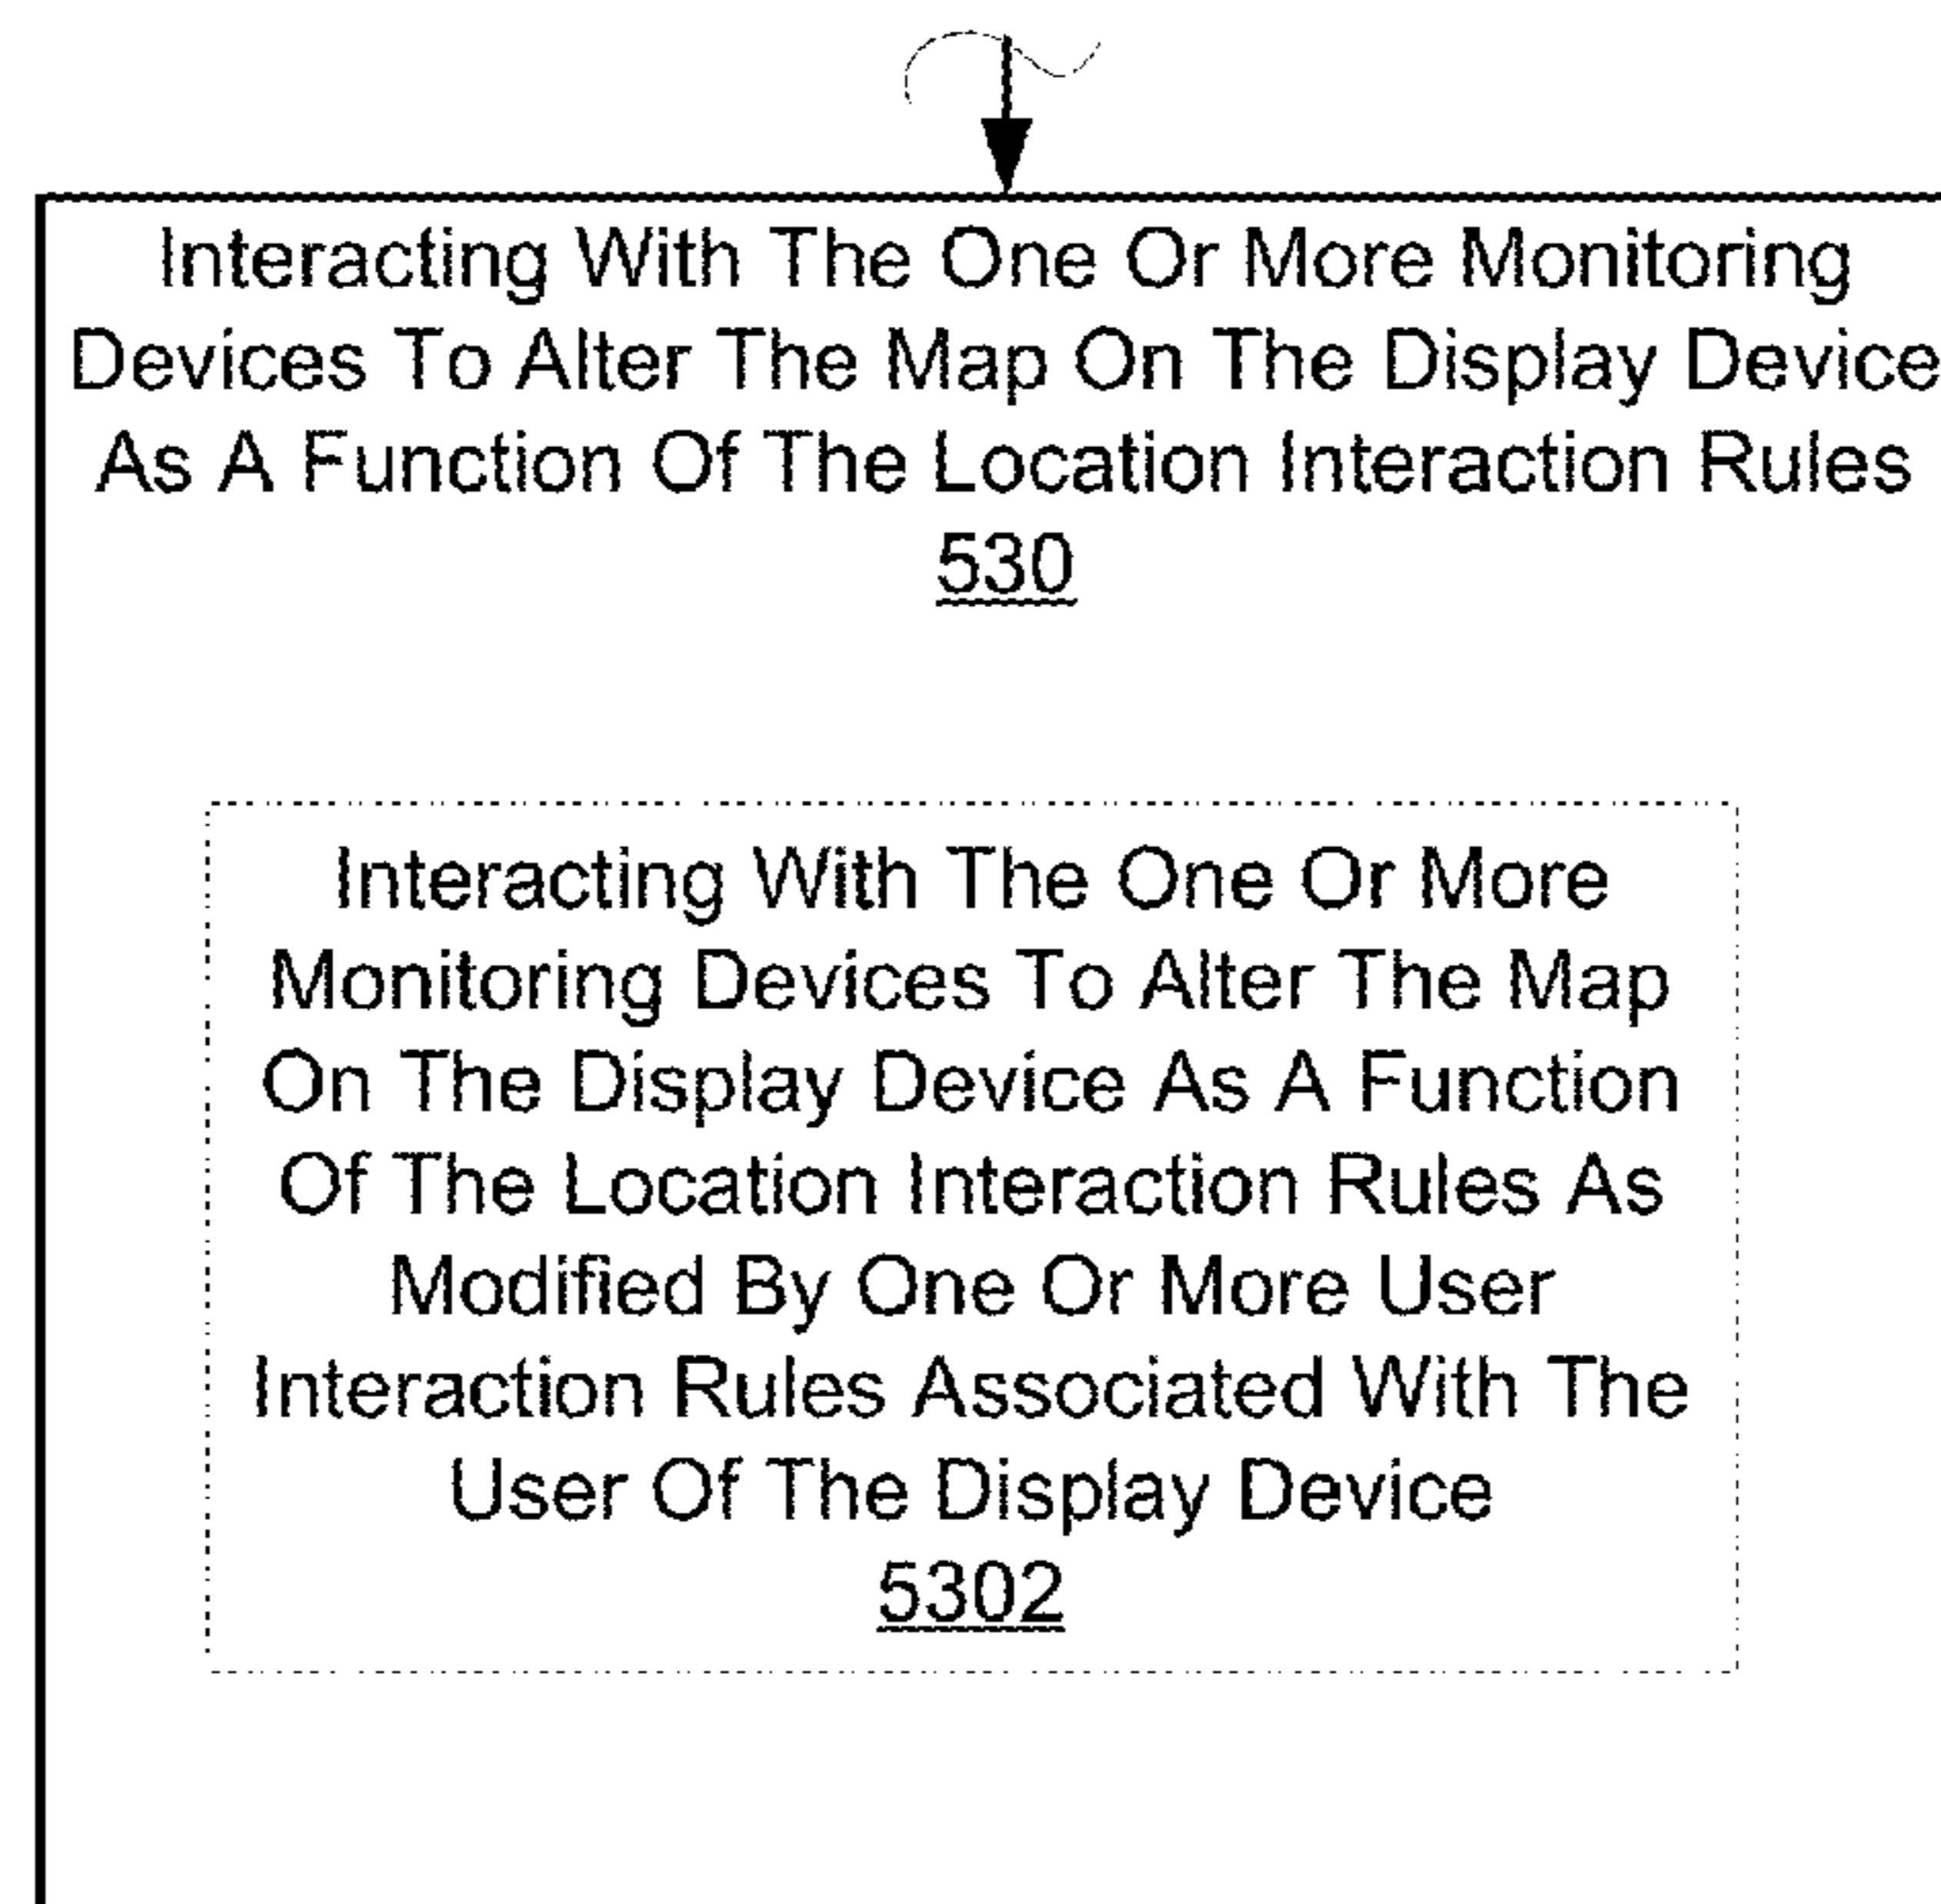 Interacting With The One Or More Monitoring
Devices To Alter The Map On The Display Device
As A Function Of The Location Interaction Rules
530
Interacting With The One Or More
Monitoring Devices To Alter The Map
On The Display Device As A Function
Of The Location Interaction Rules As
Modified By One Or More User
Interaction Rules Associated With The
User Of The Display Device
5302